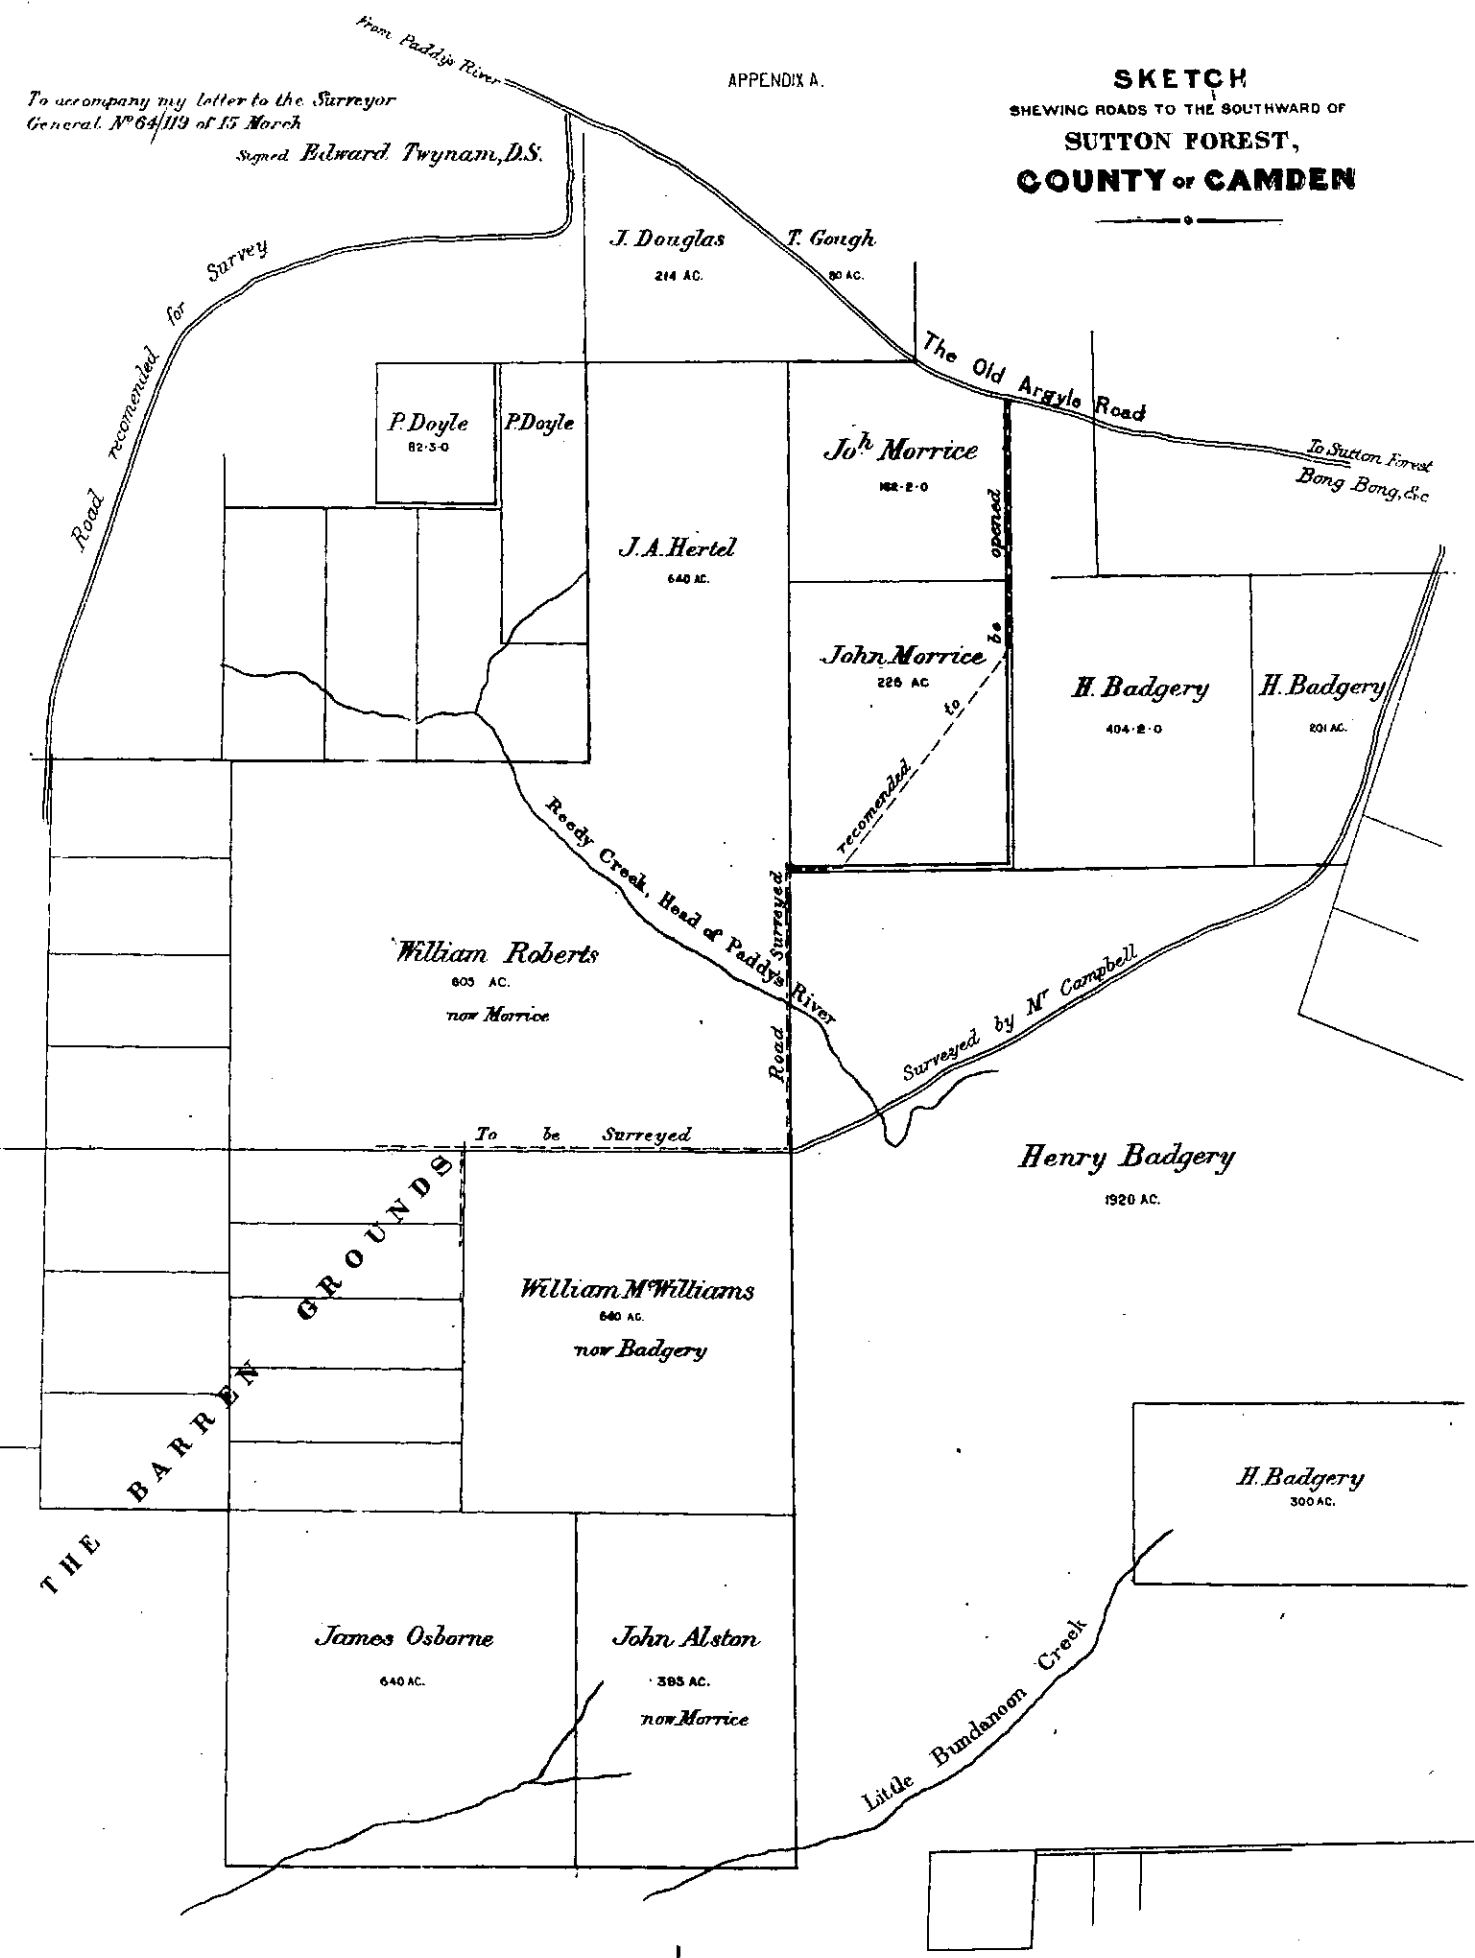 From Paddys River
APPENDIX A.
To accompany my letter to the Surveyor
General Nº 64/119 of 15 March
Signed Edward Twynam, D.S.
SKETCH
SHEWING ROADS TO THE SOUTHWARD OF
SUTTON FOREST,
COUNTY OF CAMDEN
Road recomended for Survey
J. Douglas
214 AC.
T. Gough
80 AC.
The Old Argyle Road
To Sutton Forest
Bong Bong, &c
P. Doyle
82-3-0
P. Doyle
Joh Morrice
162-2-0
J. A. Hertel
640 AC.
John Morrice
226 AC
recomended to be opened
H. Badgery
404-2-0
H. Badgery
201 AC.
Reedy Creek, Head of Paddy's River
Road Surveyed
William Roberts
605 AC.
now Morrice
Surveyed by Mr Campbell
To be Surreyed
Henry Badgery
1920 AC.
THE BARREN GROUNDS
William McWilliams
640 AC.
now Badgery
H. Badgery
300 AC.
James Osborne
640 AC.
John Alston
395 AC.
now Morrice
Little Bundanoon Creek